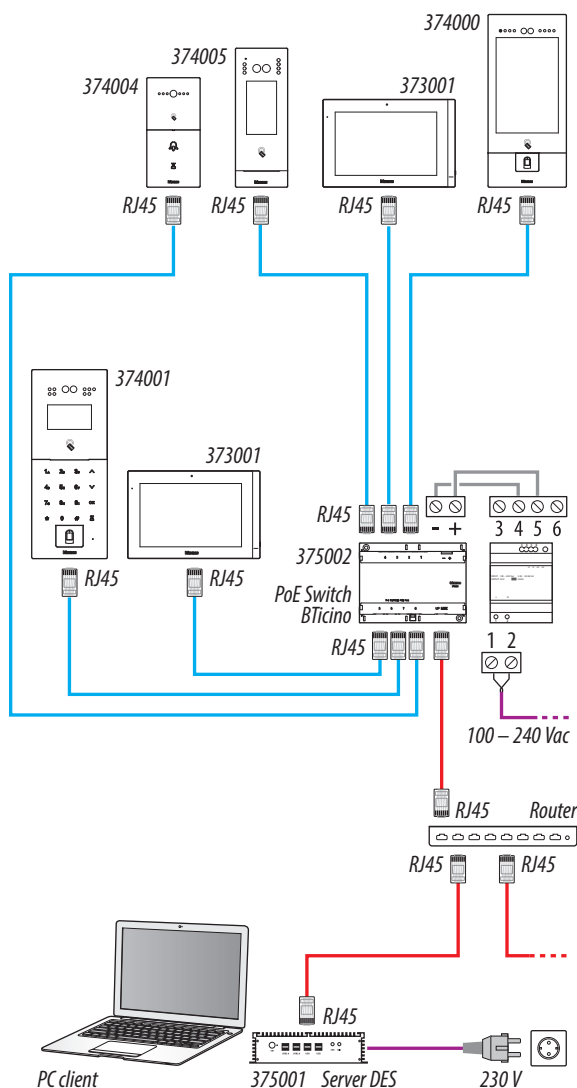 374000
374005
374004
373001
RJ45 RJ45 RJ45 RJ45
374001
373001
RJ45
- +
3 4 5 6
375002
RJ45 RJ45
PoE Switch
BTicino
RJ45
1 2
100 – 240 Vac
RJ45 Router
RJ45 RJ45
RJ45
PC client 375001 Server DES 230 V